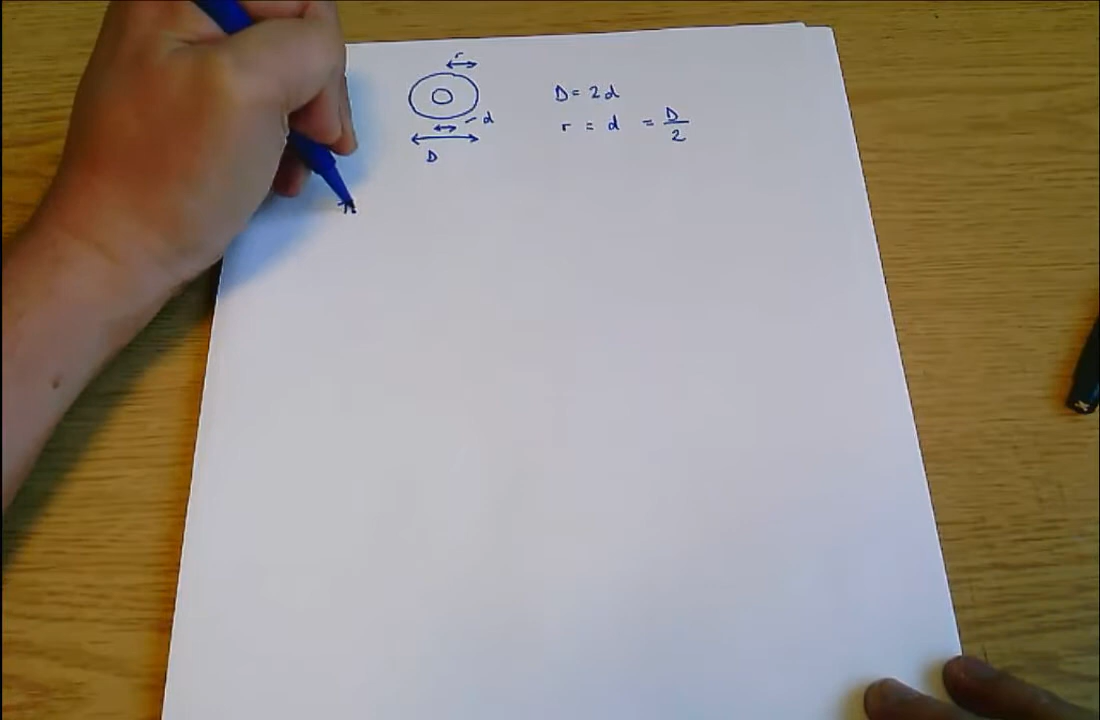 r
d
D
D = 2d
r = d = D/2